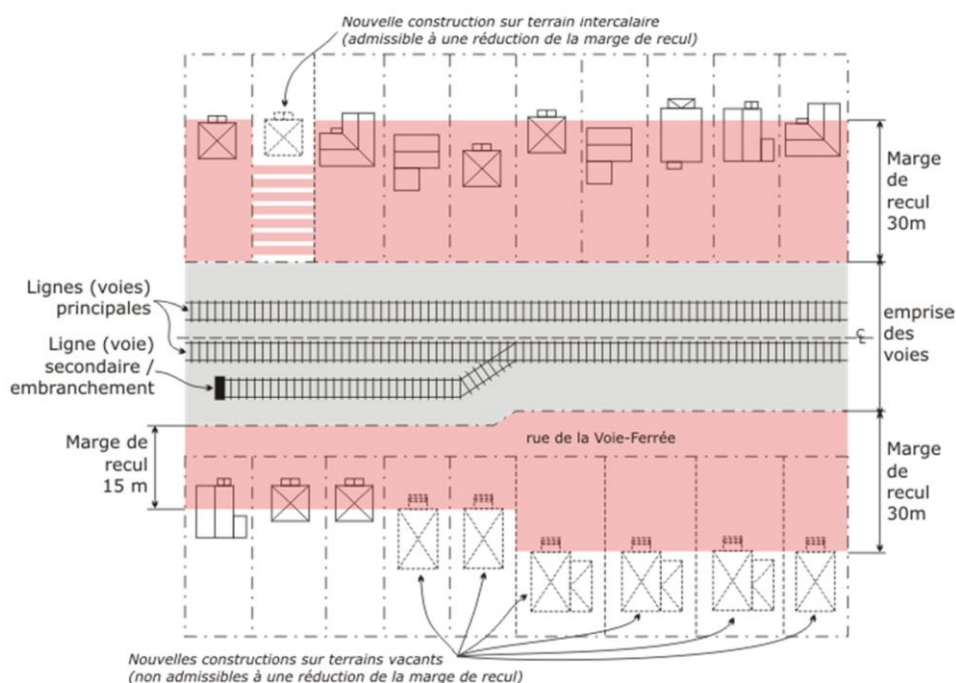 Nouvelle construction sur terrain intercalaire
(admissible à une réduction de la marge de recul)
Marge
de
recul
30m
Lignes (voies)
principales
Ligne (voie)
secondaire /
embranchement
emprise
des
voies
℄
rue de la Voie-Ferrée
Marge de
recul
15 m
Marge
de
recul
30m
Nouvelles constructions sur terrains vacants
(non admissibles à une réduction de la marge de recul)